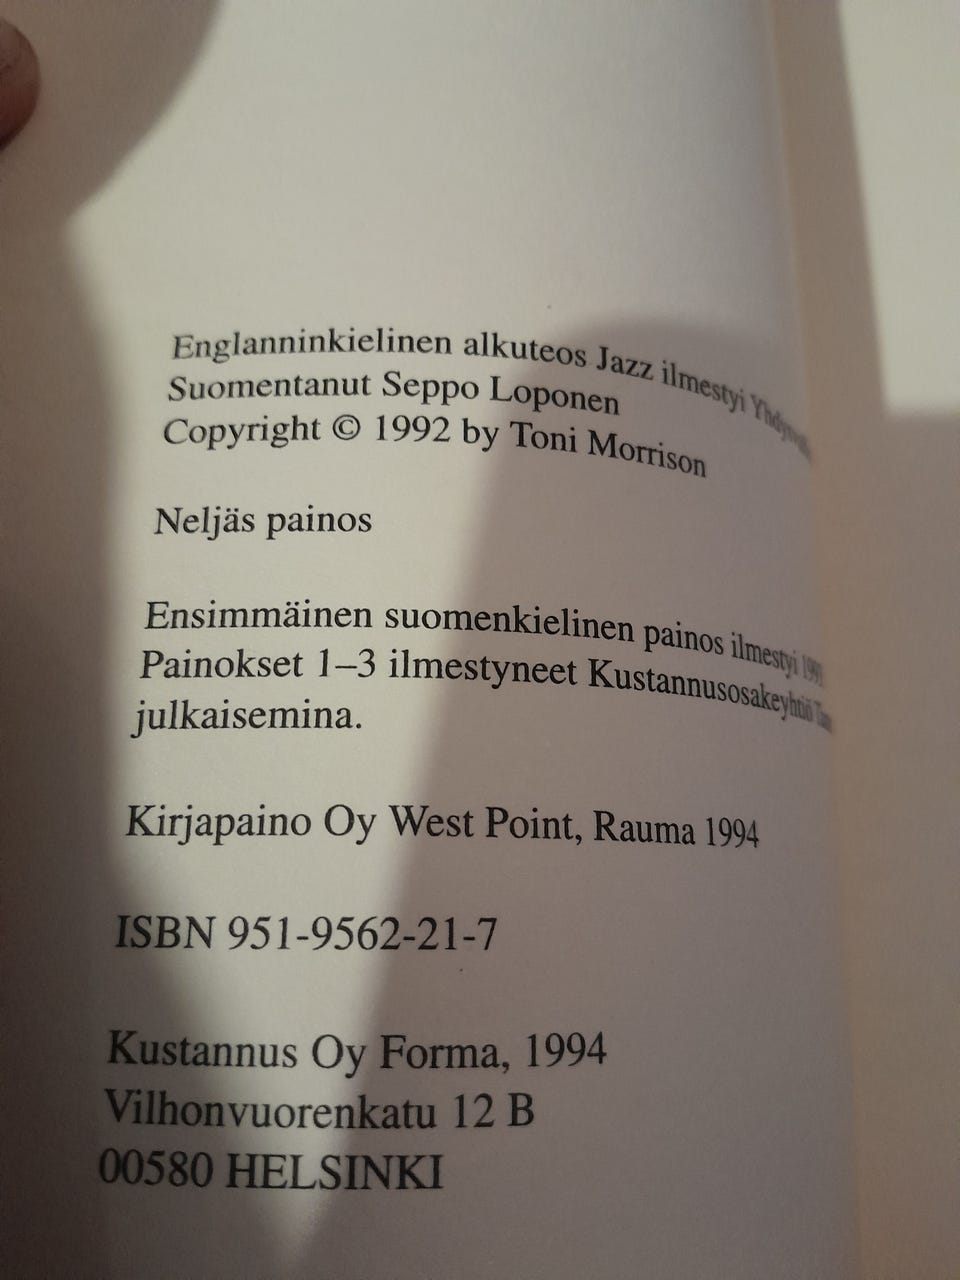 Englanninkielinen alkuteos Jazz ilmestyi
Suomentanut Seppo Loponen
Copyright © 1992 by Toni Morrison
Neljäs painos
Ensimmäinen suomenkielinen painos ilmestyi
Painokset 1–3 ilmestyneet Kustannusosakeyhtiö
julkaisemina.
Kirjapaino Oy West Point, Rauma 1994
ISBN 951-9562-21-7
Kustannus Oy Forma, 1994
Vilhonvuorenkatu 12 B
00580 HELSINKI